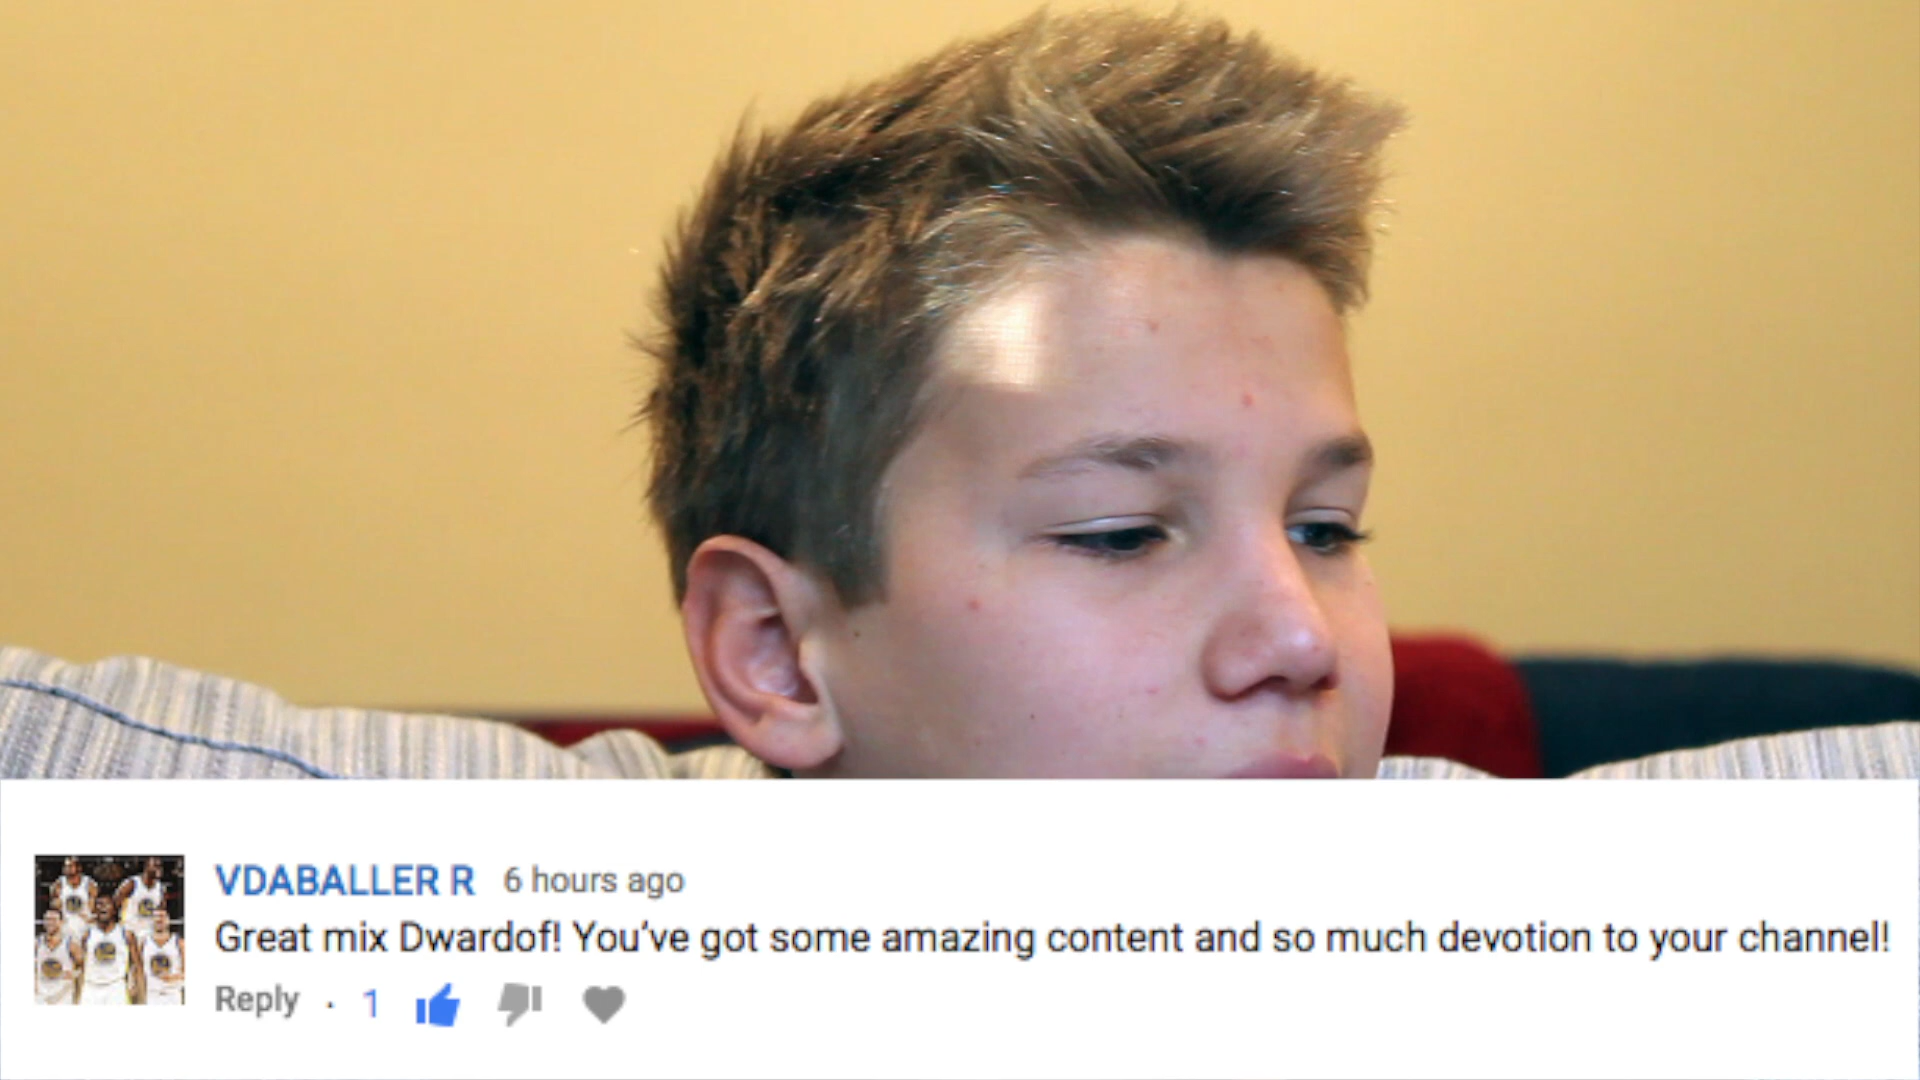 VDABALLER R 6 hours ago
Great mix Dwardof! You've got some amazing content and so much devotion to your channel!
Reply · 1